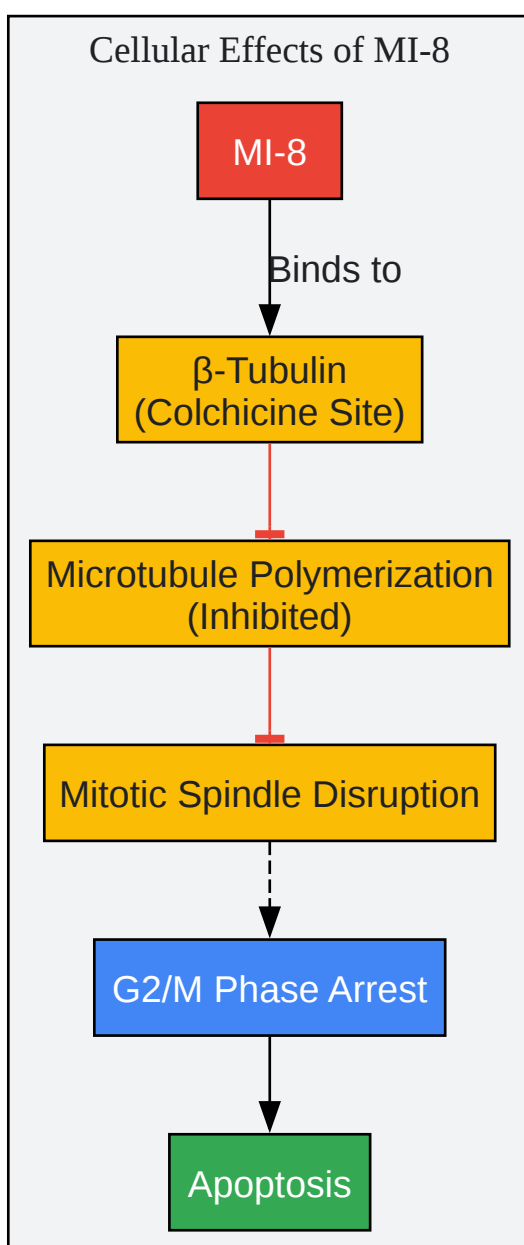 Cellular Effects of MI-8
MI-8
Binds to
β-Tubulin
(Colchicine Site)
Microtubule Polymerization
(Inhibited)
Mitotic Spindle Disruption
G2/M Phase Arrest
Apoptosis